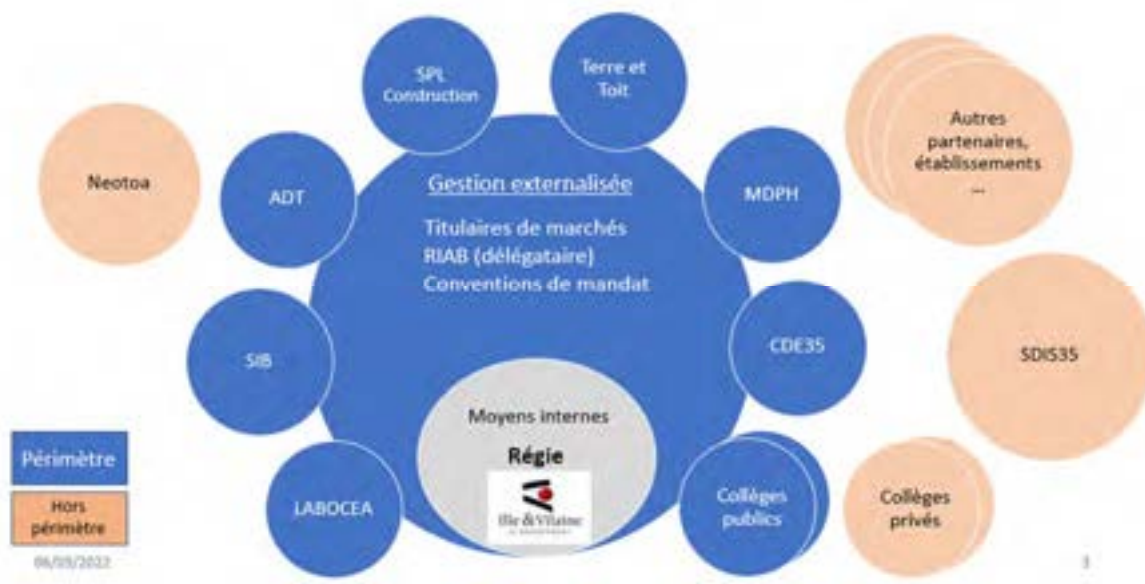 SPL
Construction
Terre et
Toit
Autres
partenaires,
établissements
...
Neotoa
ADT
Gestion externalisée
MDPH
Titulaires de marchés
RIAB (délégataire)
Conventions de mandat
SIB
CDE35
SDIS35
Moyens internes
Régie
Ille & Vilaine
Périmètre
Hors
périmètre
LABOCEA
Collèges
publics
Collèges
privés
3